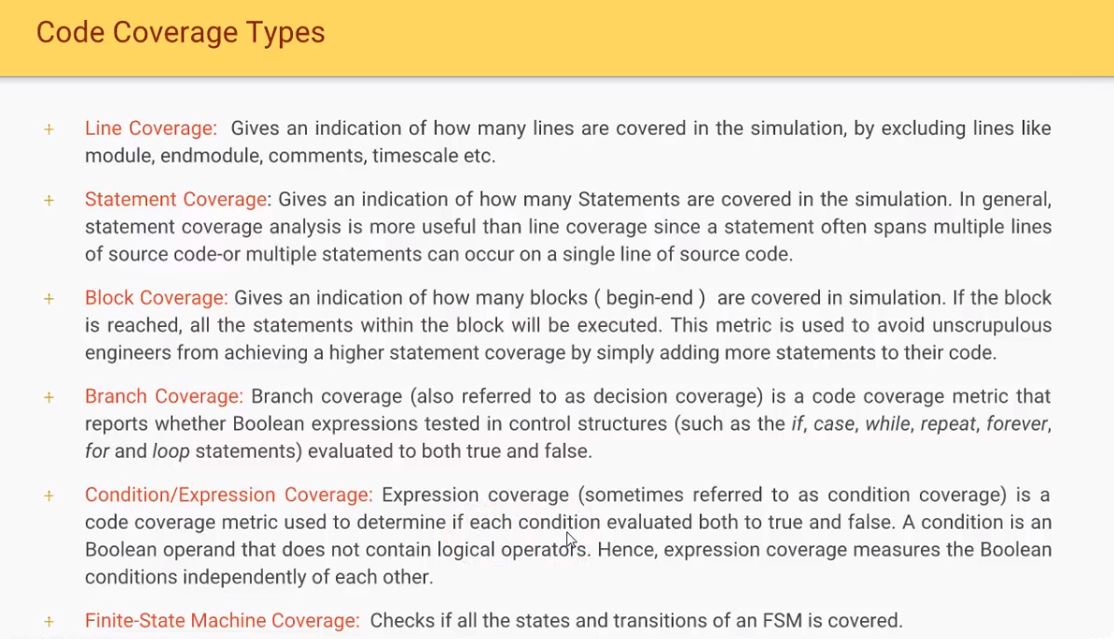 Code Coverage Types
+ Line Coverage: Gives an indication of how many lines are covered in the simulation, by excluding lines like
module, endmodule, comments, timescale etc.
+ Statement Coverage: Gives an indication of how many Statements are covered in the simulation. In general,
statement coverage analysis is more useful than line coverage since a statement often spans multiple lines
of source code-or multiple statements can occur on a single line of source code.
+ Block Coverage: Gives an indication of how many blocks ( begin-end ) are covered in simulation. If the block
is reached, all the statements within the block will be executed. This metric is used to avoid unscrupulous
engineers from achieving a higher statement coverage by simply adding more statements to their code.
+ Branch Coverage: Branch coverage (also referred to as decision coverage) is a code coverage metric that
reports whether Boolean expressions tested in control structures (such as the if, case, while, repeat, forever,
for and loop statements) evaluated to both true and false.
+ Condition/Expression Coverage: Expression coverage (sometimes referred to as condition coverage) is a
code coverage metric used to determine if each condition evaluated both to true and false. A condition is an
Boolean operand that does not contain logical operators. Hence, expression coverage measures the Boolean
conditions independently of each other.
+ Finite-State Machine Coverage: Checks if all the states and transitions of an FSM is covered.